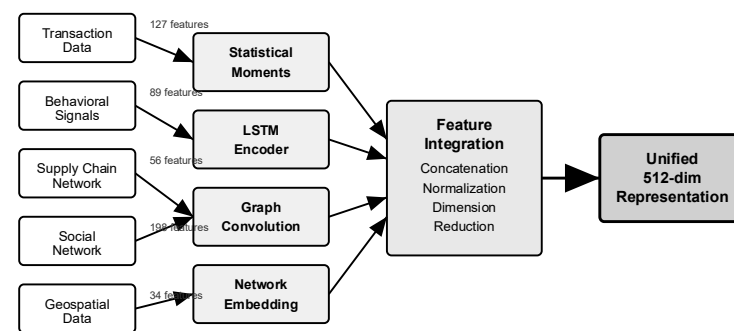 Transaction
Data
127 features
Statistical
Moments
Behavioral
Signals
89 features
LSTM
Encoder
Supply Chain
Network
56 features
Graph
Convolution
Social
Network
198 features
Geospatial
Data
34 features
Network
Embedding
Feature
Integration
Concatenation
Normalization
Dimension
Reduction
Unified
512-dim
Representation